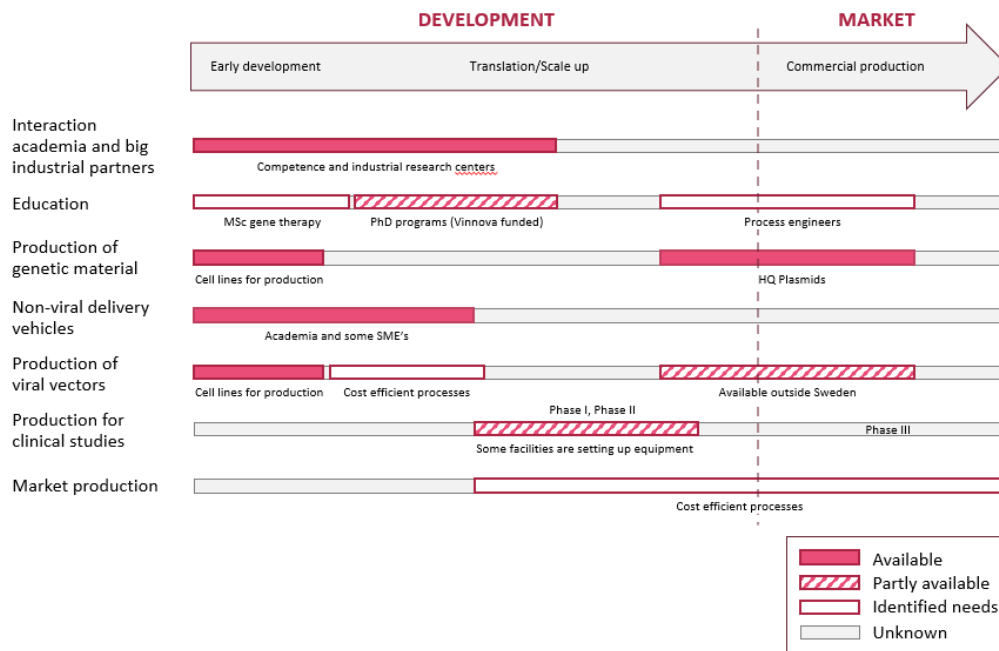 DEVELOPMENT
MARKET
Early development
Translation/Scale up
Commercial production
Interaction
academia and big
industrial partners
Competence and industrial research centers
Education
MSc gene therapy
PhD programs (Vinnova funded)
Process engineers
Production of
genetic material
Cell lines for production
HQ Plasmids
Non-viral delivery
vehicles
Academia and some SME's
Production of
viral vectors
Cell lines for production
Cost efficient processes
Available outside Sweden
Production for
clinical studies
Phase I, Phase II
Phase III
Some facilities are setting up equipment
Market production
Cost efficient processes
Available
Partly available
Identified needs
Unknown